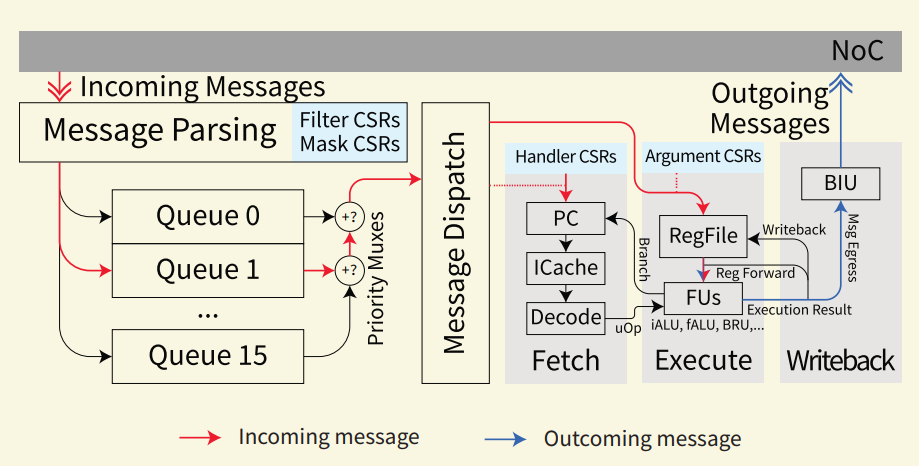 NoC
Incoming Messages
Outgoing
Messages
Message Parsing
Filter CSRs
Mask CSRs
Queue 0
Queue 1
...
Queue 15
+?
+?
Priority Muxes
Message Dispatch
Handler CSRs
PC
ICache
Decode
Fetch
Branch
uOp
Argument CSRs
RegFile
Reg Forward
FUs
iALU, fALU, BRU,...
Execute
BIU
Writeback
Msg Egress
Execution Result
Writeback
Incoming message
Outcoming message